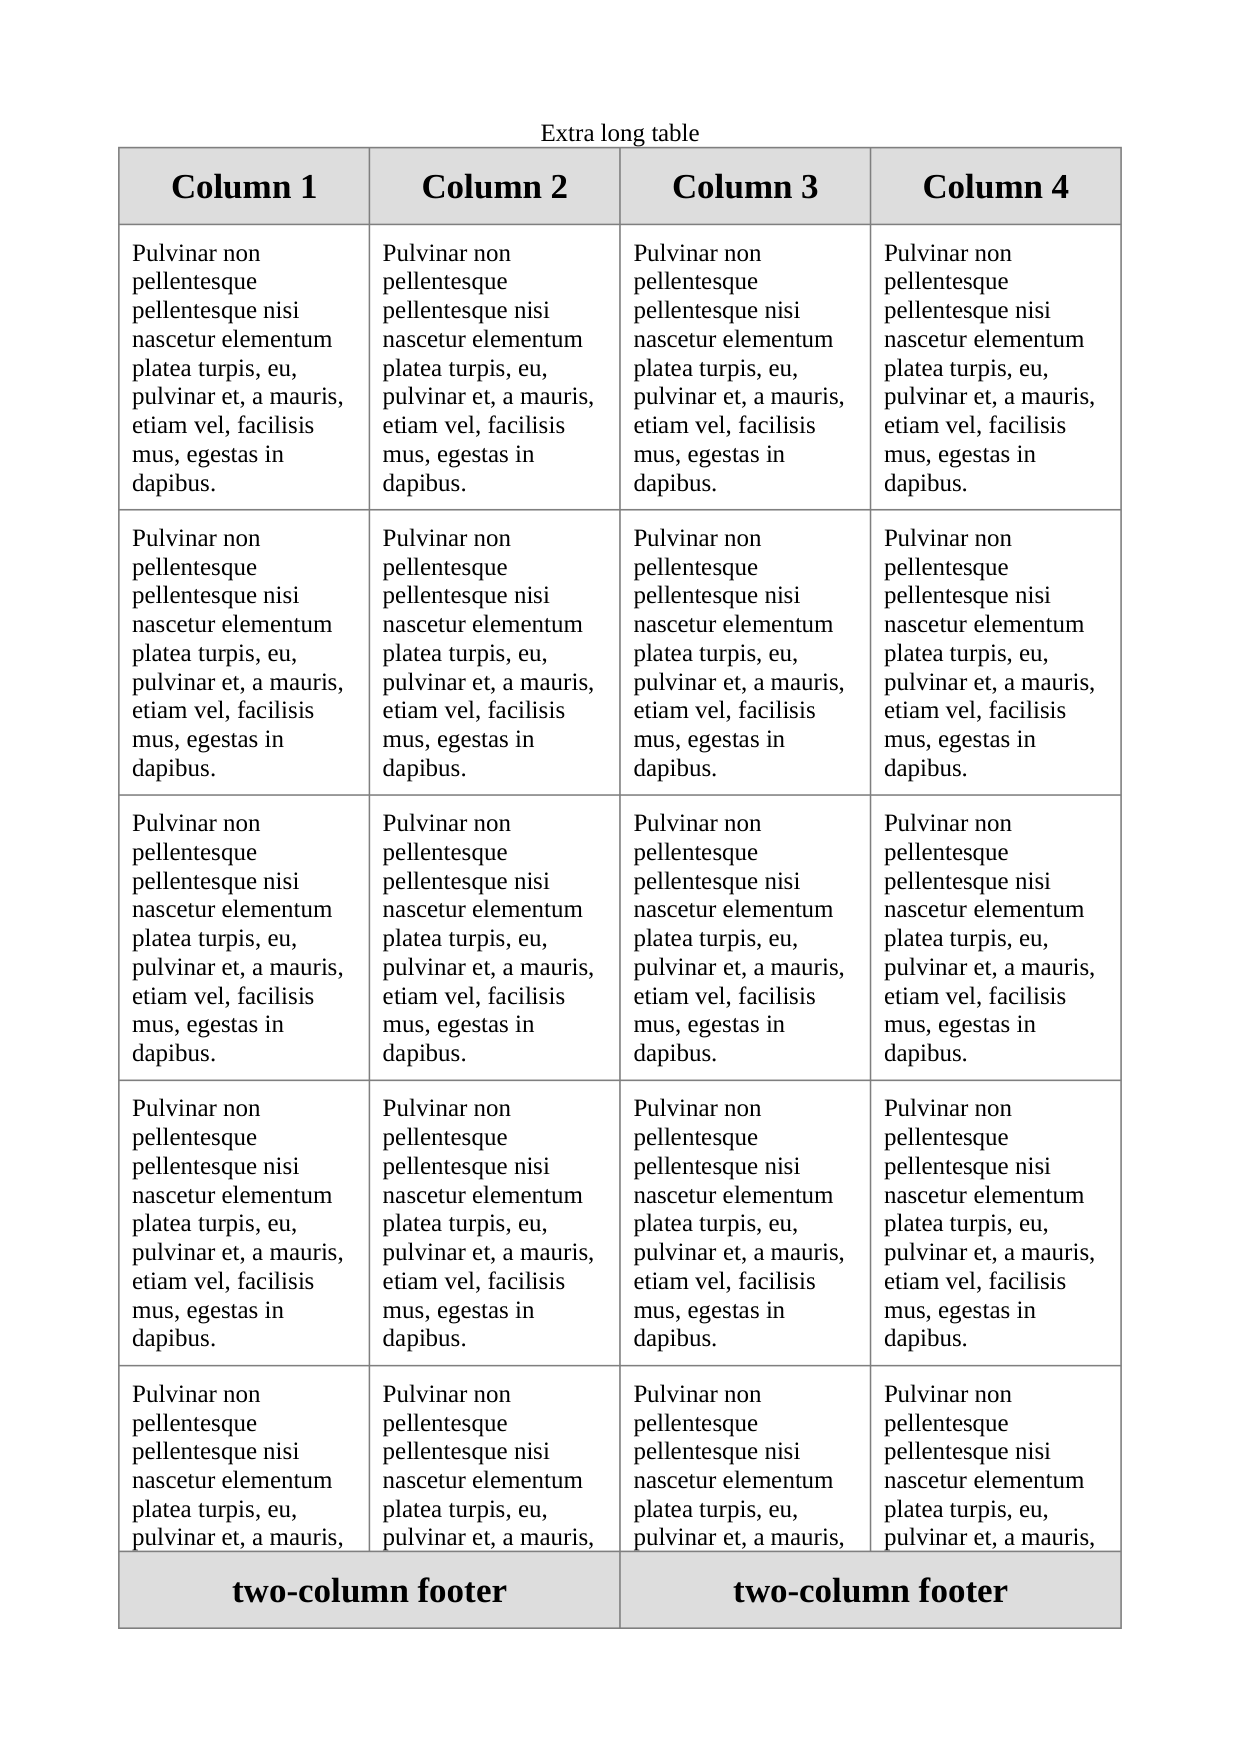 Extra long table
Column 1 Column 2 Column 3 Column 4
Pulvinar non
pellentesque
pellentesque nisi
nascetur elementum
platea turpis, eu,
pulvinar et, a mauris,
etiam vel, facilisis
mus, egestas in
dapibus.
Pulvinar non
pellentesque
pellentesque nisi
nascetur elementum
platea turpis, eu,
pulvinar et, a mauris,
etiam vel, facilisis
mus, egestas in
dapibus.
Pulvinar non
pellentesque
pellentesque nisi
nascetur elementum
platea turpis, eu,
pulvinar et, a mauris,
etiam vel, facilisis
mus, egestas in
dapibus.
Pulvinar non
pellentesque
pellentesque nisi
nascetur elementum
platea turpis, eu,
pulvinar et, a mauris,
etiam vel, facilisis
mus, egestas in
dapibus.
Pulvinar non
pellentesque
pellentesque nisi
nascetur elementum
platea turpis, eu,
pulvinar et, a mauris,
etiam vel, facilisis
mus, egestas in
dapibus.
Pulvinar non
pellentesque
pellentesque nisi
nascetur elementum
platea turpis, eu,
pulvinar et, a mauris,
etiam vel, facilisis
mus, egestas in
dapibus.
Pulvinar non
pellentesque
pellentesque nisi
nascetur elementum
platea turpis, eu,
pulvinar et, a mauris,
etiam vel, facilisis
mus, egestas in
dapibus.
Pulvinar non
pellentesque
pellentesque nisi
nascetur elementum
platea turpis, eu,
pulvinar et, a mauris,
etiam vel, facilisis
mus, egestas in
dapibus.
Pulvinar non
pellentesque
pellentesque nisi
nascetur elementum
platea turpis, eu,
pulvinar et, a mauris,
etiam vel, facilisis
mus, egestas in
dapibus.
Pulvinar non
pellentesque
pellentesque nisi
nascetur elementum
platea turpis, eu,
pulvinar et, a mauris,
etiam vel, facilisis
mus, egestas in
dapibus.
Pulvinar non
pellentesque
pellentesque nisi
nascetur elementum
platea turpis, eu,
pulvinar et, a mauris,
etiam vel, facilisis
mus, egestas in
dapibus.
Pulvinar non
pellentesque
pellentesque nisi
nascetur elementum
platea turpis, eu,
pulvinar et, a mauris,
etiam vel, facilisis
mus, egestas in
dapibus.
Pulvinar non
pellentesque
pellentesque nisi
nascetur elementum
platea turpis, eu,
pulvinar et, a mauris,
etiam vel, facilisis
mus, egestas in
dapibus.
Pulvinar non
pellentesque
pellentesque nisi
nascetur elementum
platea turpis, eu,
pulvinar et, a mauris,
etiam vel, facilisis
mus, egestas in
dapibus.
Pulvinar non
pellentesque
pellentesque nisi
nascetur elementum
platea turpis, eu,
pulvinar et, a mauris,
etiam vel, facilisis
mus, egestas in
dapibus.
Pulvinar non
pellentesque
pellentesque nisi
nascetur elementum
platea turpis, eu,
pulvinar et, a mauris,
etiam vel, facilisis
mus, egestas in
dapibus.
Pulvinar non
pellentesque
pellentesque nisi
nascetur elementum
platea turpis, eu,
pulvinar et, a mauris,
Pulvinar non
pellentesque
pellentesque nisi
nascetur elementum
platea turpis, eu,
pulvinar et, a mauris,
Pulvinar non
pellentesque
pellentesque nisi
nascetur elementum
platea turpis, eu,
pulvinar et, a mauris,
Pulvinar non
pellentesque
pellentesque nisi
nascetur elementum
platea turpis, eu,
pulvinar et, a mauris,
two-column footer two-column footer